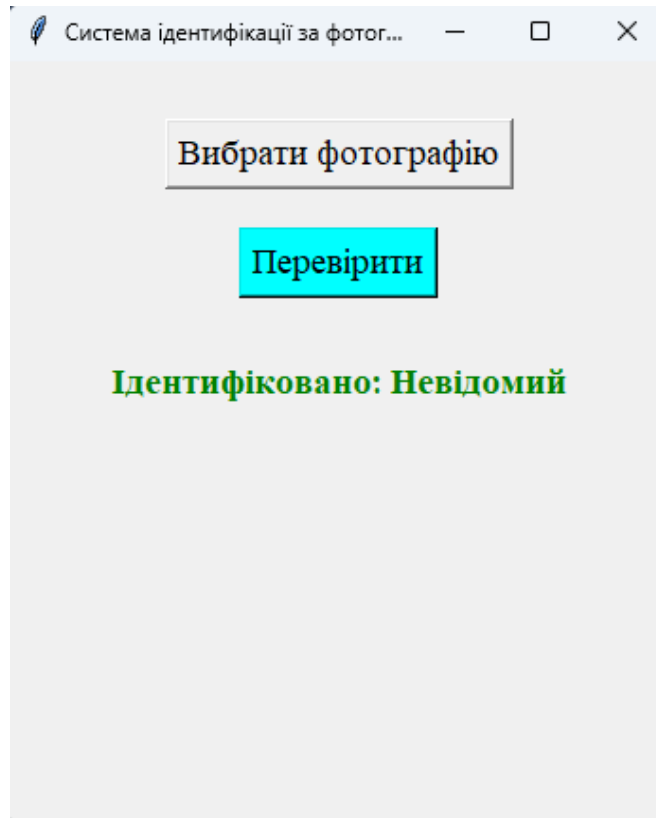 Система ідентифікації за фотог...
Вибрати фотографію
Перевірити
Ідентифіковано: Невідомий